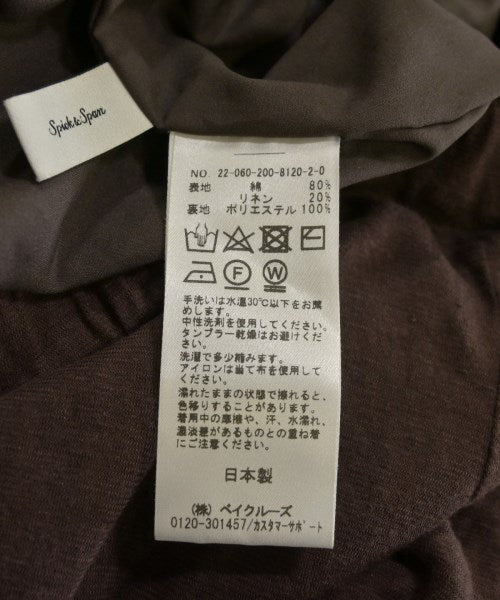 Spick&Span
NO. 22-060-200-8120-2-0
表地 綿 80%
リネン 20%
裏地 ポリエステル 100%
F W
手洗いは水温30℃以下をお薦
めします。
中性洗剤を使用してください。
タンブラー乾燥はお避けくださ
い。
洗濯で多少縮みます。
アイロンは当て布を使用して
ください。
濡れたままの状態で擦れると、
色移りすることがあります。
着用中の摩擦や、汗、水濡れ、
濃淡差があるものとの重ね着
にご注意ください。
日本製
(株) ベイクルーズ
0120-301457/カスタマーサポート